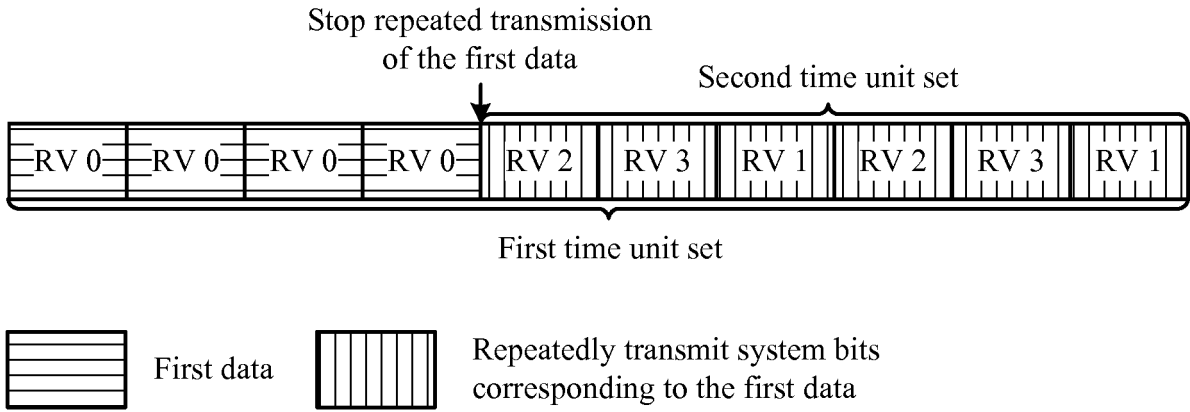 Stop repeated transmission
of the first data
Second time unit set
RV 0 RV 0 RV 0 RV 0 RV 2 RV 3 RV 1 RV 2 RV 3 RV 1
First time unit set
First data
Repeatedly transmit system bits
corresponding to the first data